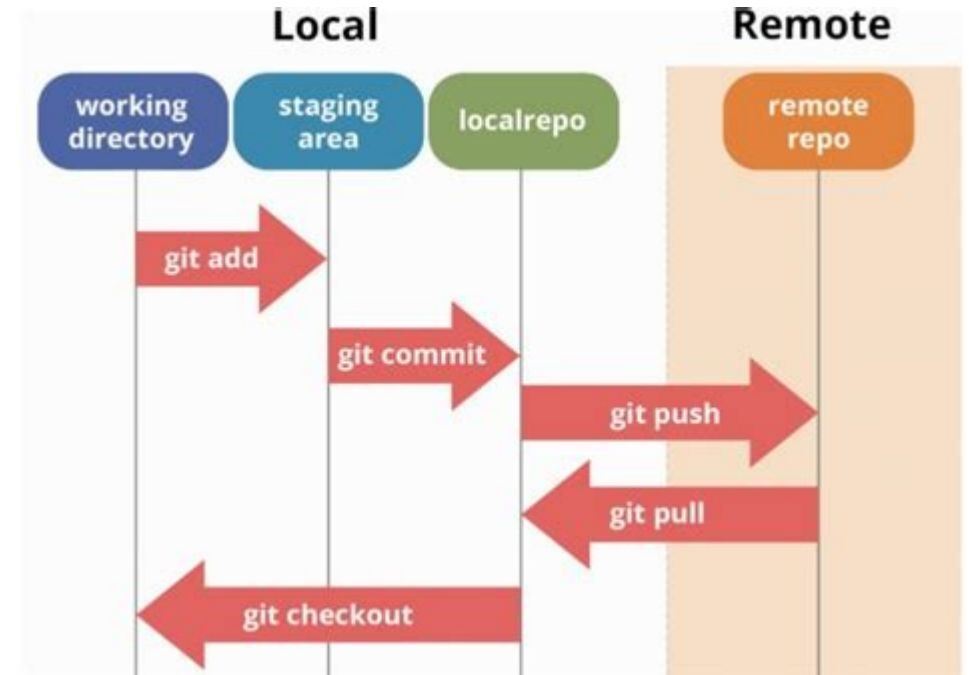 Local
Remote
working
directory
staging
area
localrepo
remote
repo
git add
git commit
git push
git pull
git checkout